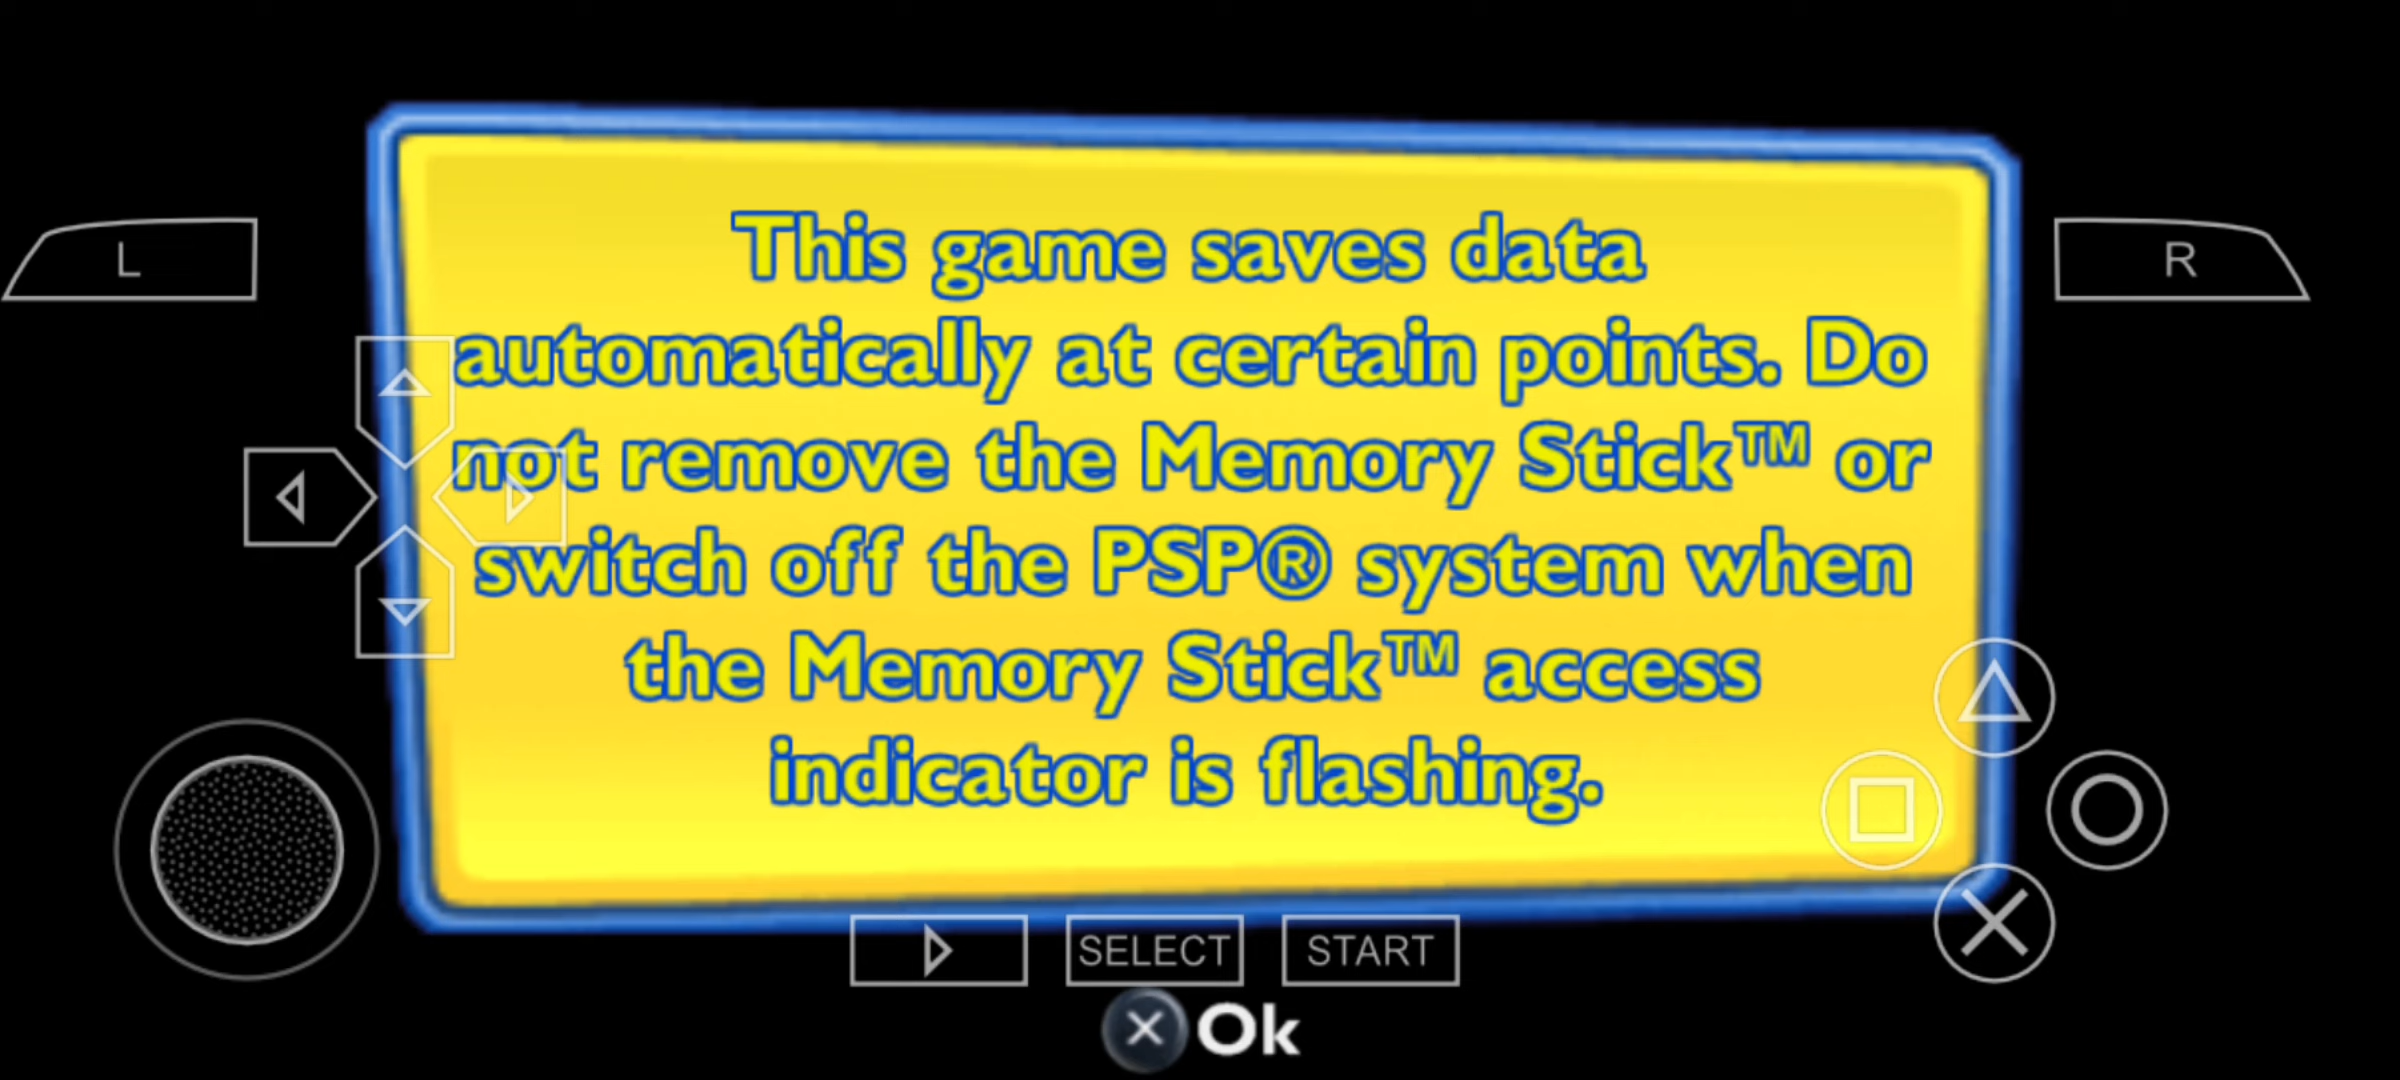 This game saves data
L
R
automatically at certain points. Do
not remove the Memory Stick™ or
switch off the PSP® system when
the Memory Stick™ access
indicator is flashing.
SELECT
START
Ok